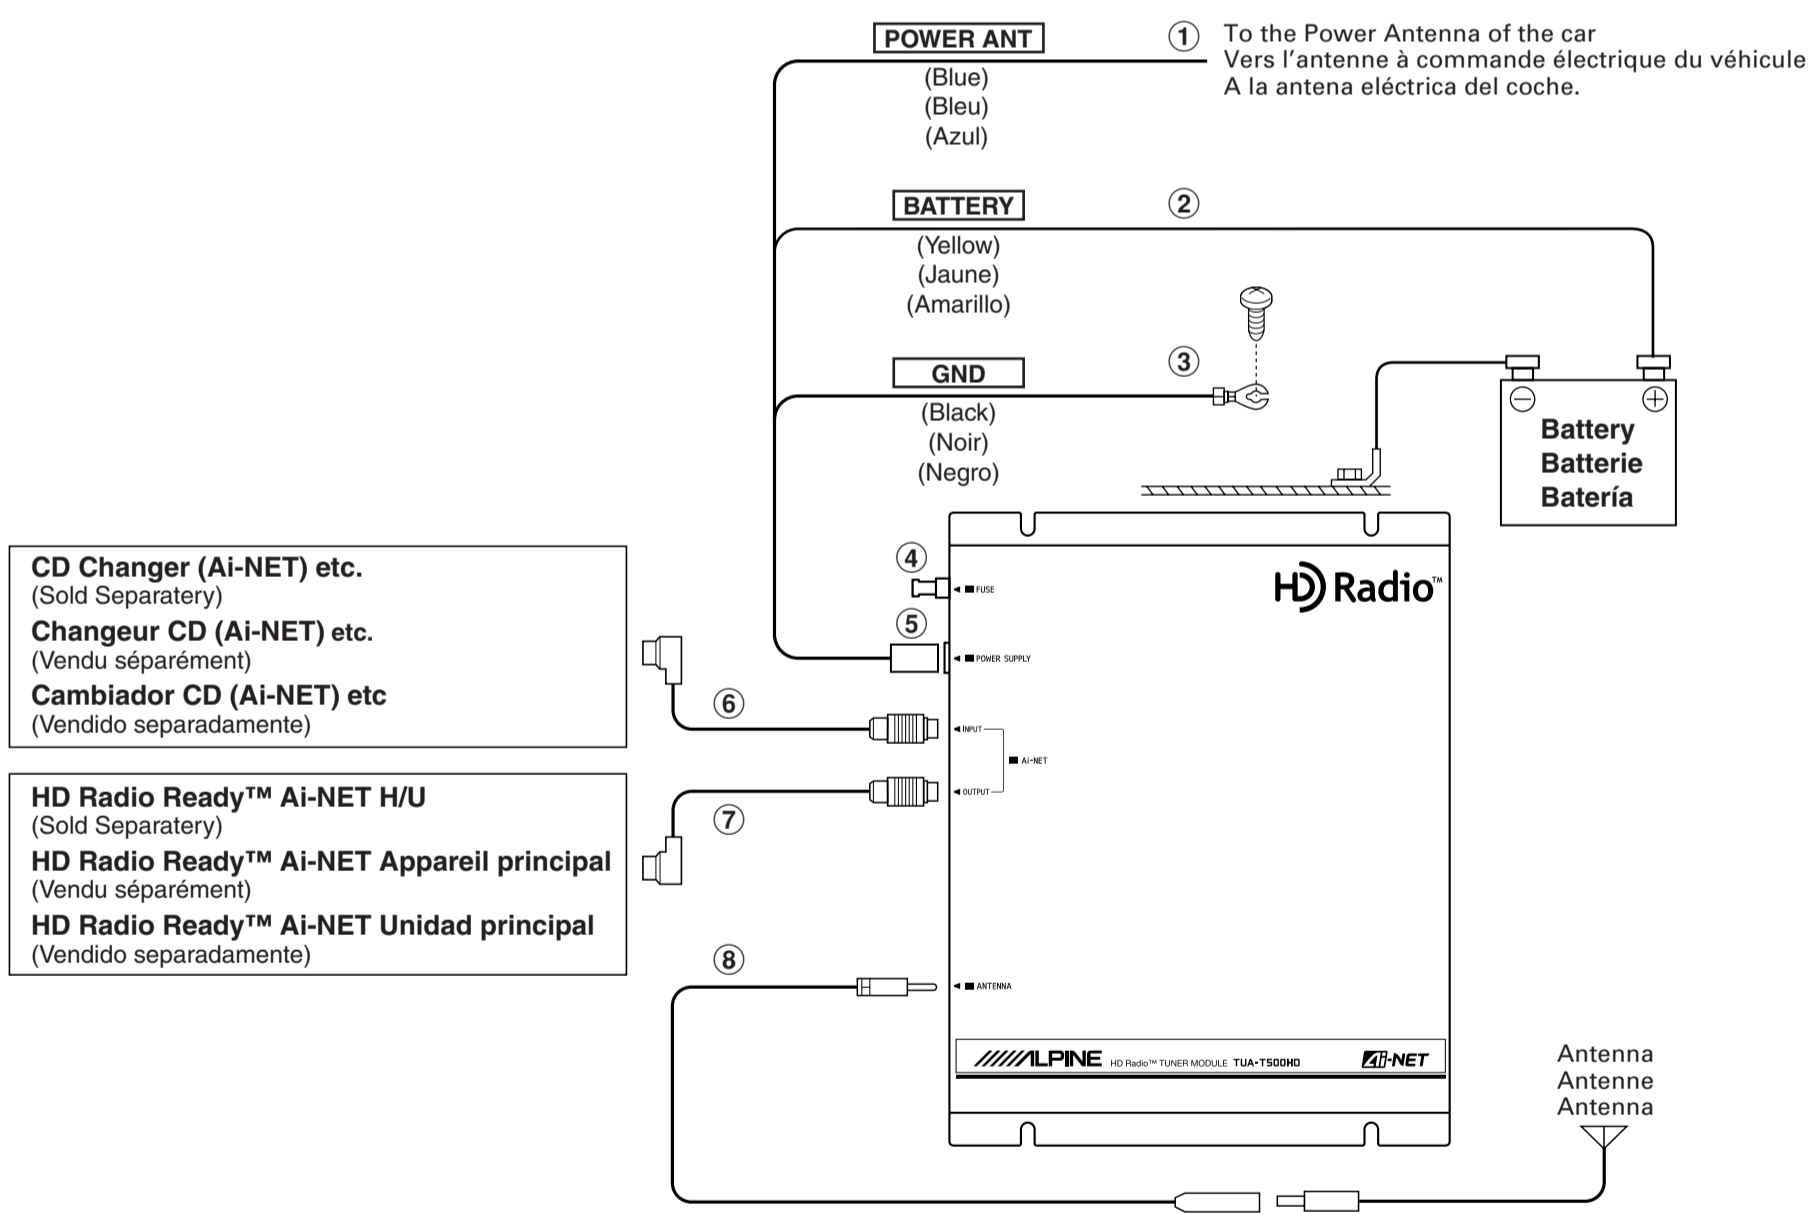 POWER ANT
(Blue)
(Bleu)
(Azul)
① To the Power Antenna of the car
Vers l’antenne à commande électrique du véhicule
A la antena eléctrica del coche.
BATTERY
(Yellow)
(Jaune)
(Amarillo)
②
GND
(Black)
(Noir)
(Negro)
③
Battery
Batterie
Batería
CD Changer (Ai-NET) etc.
(Sold Separatery)
Changeur CD (Ai-NET) etc.
(Vendu séparément)
Cambiador CD (Ai-NET) etc
(Vendido separadamente)
HD Radio Ready™ Ai-NET H/U
(Sold Separatery)
HD Radio Ready™ Ai-NET Appareil principal
(Vendu séparément)
HD Radio Ready™ Ai-NET Unidad principal
(Vendido separadamente)
④
⑤
⑥
⑦
⑧
FUSE
POWER SUPPLY
INPUT
Ai-NET
OUTPUT
ANTENNA
HD Radio™
ALPINE HD Radio™ TUNER MODULE TUA-T500HD Ai-NET
Antenna
Antenne
Antenna